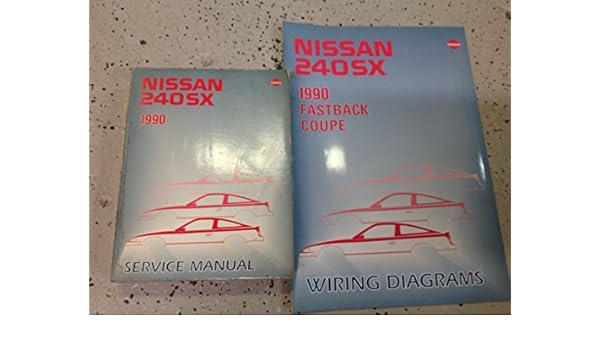 NISSAN
240SX
1990
SERVICE MANUAL
NISSAN
240SX
1990
FASTBACK
COUPE
WIRING DIAGRAMS